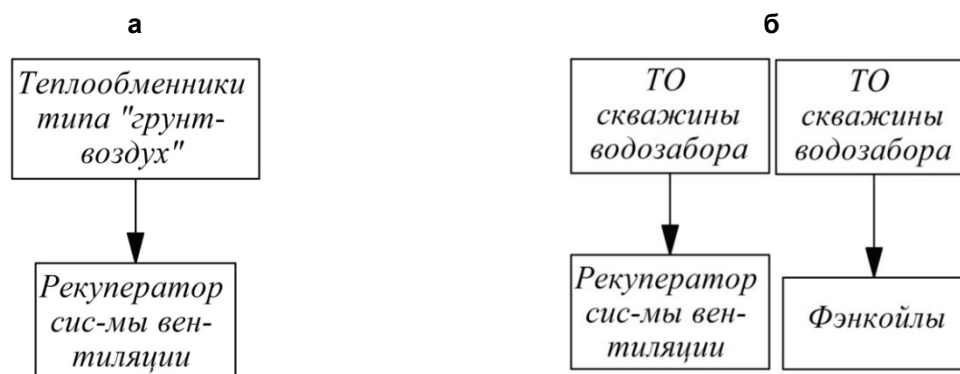 а
Теплообменники
типа "грунт-
воздух"
Рекуператор
сис-мы вен-
тиляции
б
ТО
скважины
водозабора
Рекуператор
сис-мы вен-
тиляции
ТО
скважины
водозабора
Фэнкойлы